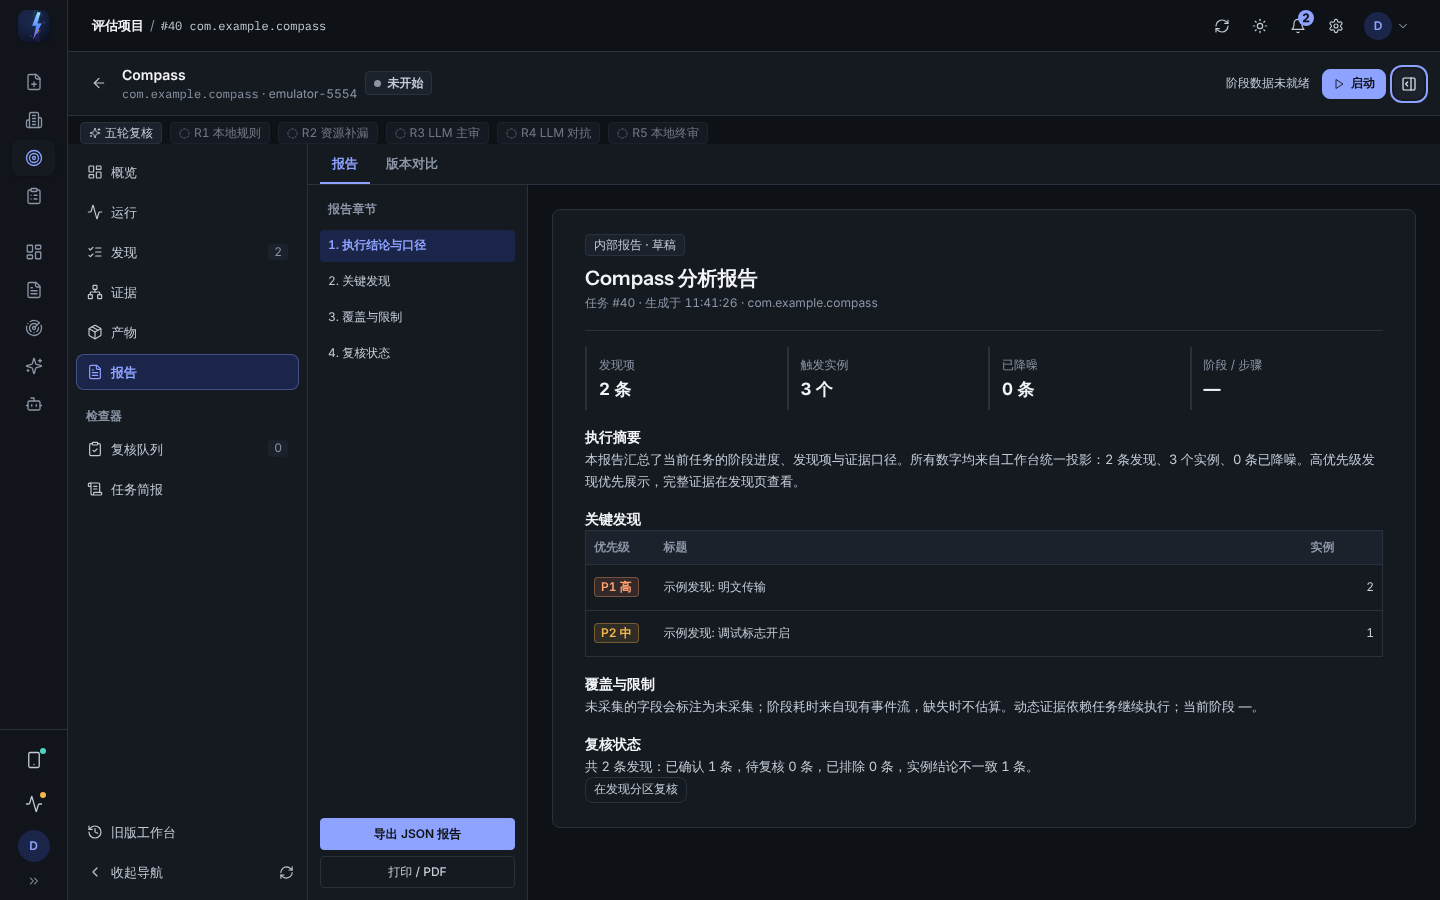 评估项目 / #40 com.example.compass
2
D
Compass
com.example.compass · emulator-5554
未开始
阶段数据未就绪
启动
五轮复核
R1 本地规则
R2 资源补漏
R3 LLM 主审
R4 LLM 对抗
R5 本地终审
概览
运行
发现 2
证据
产物
报告
检查器
复核队列 0
任务简报
旧版工作台
收起导航
D
报告
版本对比
报告章节
1. 执行结论与口径
2. 关键发现
3. 覆盖与限制
4. 复核状态
导出 JSON 报告
打印 / PDF
内部报告 · 草稿
Compass 分析报告
任务 #40 · 生成于 11:41:26 · com.example.compass
发现项
2 条
触发实例
3 个
已降噪
0 条
阶段 / 步骤
—
执行摘要
本报告汇总了当前任务的阶段进度、发现项与证据口径。所有数字均来自工作台统一投影：2 条发现、3 个实例、0 条已降噪。高优先级发
现优先展示，完整证据在发现页查看。
关键发现
优先级 标题 实例
P1 高 示例发现: 明文传输 2
P2 中 示例发现: 调试标志开启 1
覆盖与限制
未采集的字段会标注为未采集；阶段耗时来自现有事件流，缺失时不估算。动态证据依赖任务继续执行；当前阶段 —。
复核状态
共 2 条发现：已确认 1 条，待复核 0 条，已排除 0 条，实例结论不一致 1 条。
在发现分区复核